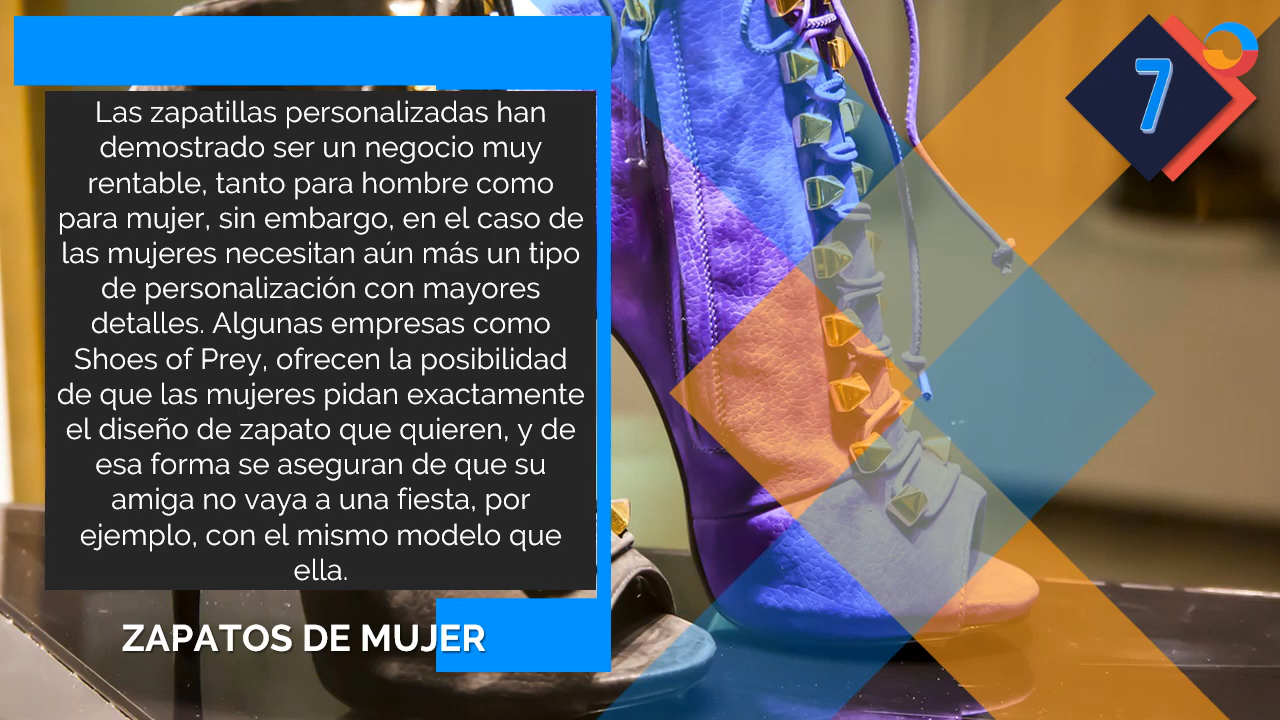 7
Las zapatillas personalizadas han
demostrado ser un negocio muy
rentable, tanto para hombre como
para mujer, sin embargo, en el caso de
las mujeres necesitan aún más un tipo
de personalización con mayores
detalles. Algunas empresas como
Shoes of Prey, ofrecen la posibilidad
de que las mujeres pidan exactamente
el diseño de zapato que quieren, y de
esa forma se aseguran de que su
amiga no vaya a una fiesta, por
ejemplo, con el mismo modelo que
ella.
ZAPATOS DE MUJER